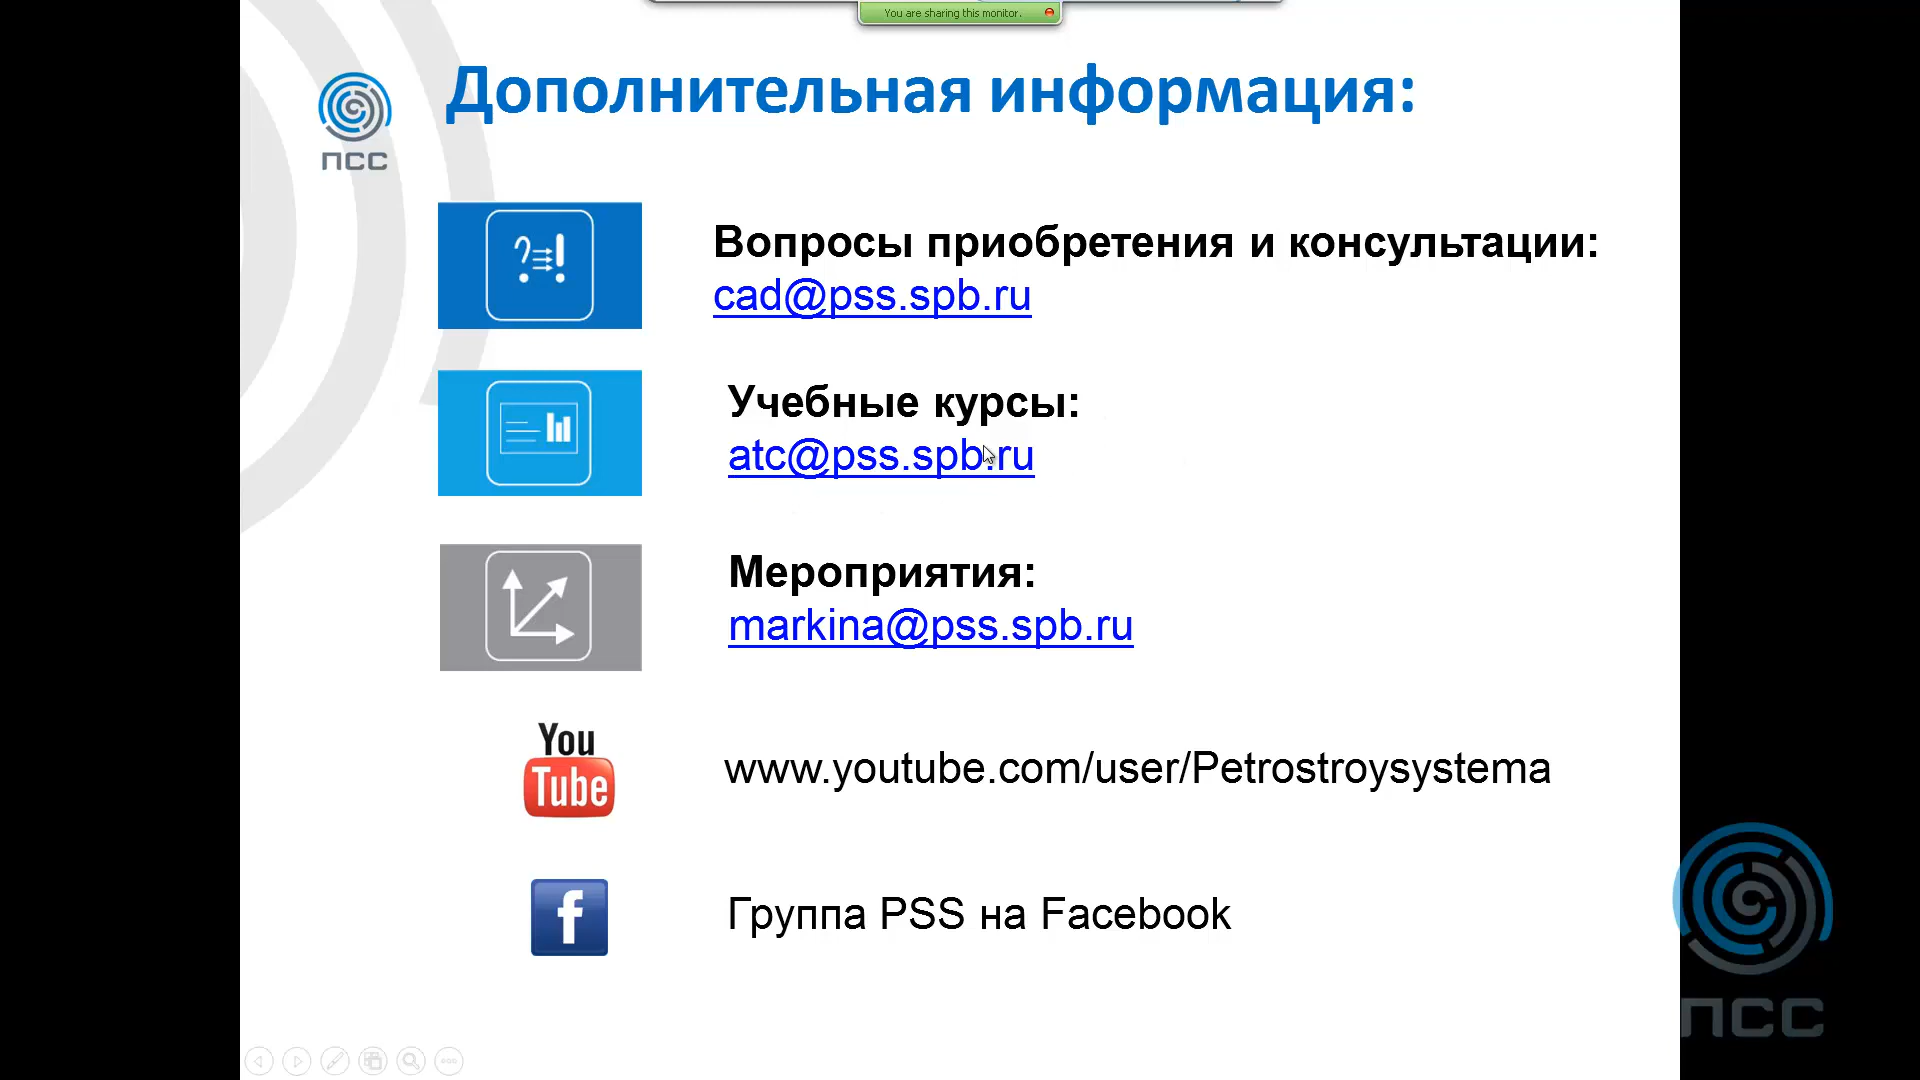 You are sharing this monitor.
Дополнительная информация:
ПСС
Вопросы приобретения и консультации:
cad@pss.spb.ru
Учебные курсы:
atc@pss.spb.ru
Мероприятия:
markina@pss.spb.ru
You
Tube
www.youtube.com/user/Petrostroysystema
f
Группа PSS на Facebook
ПСС